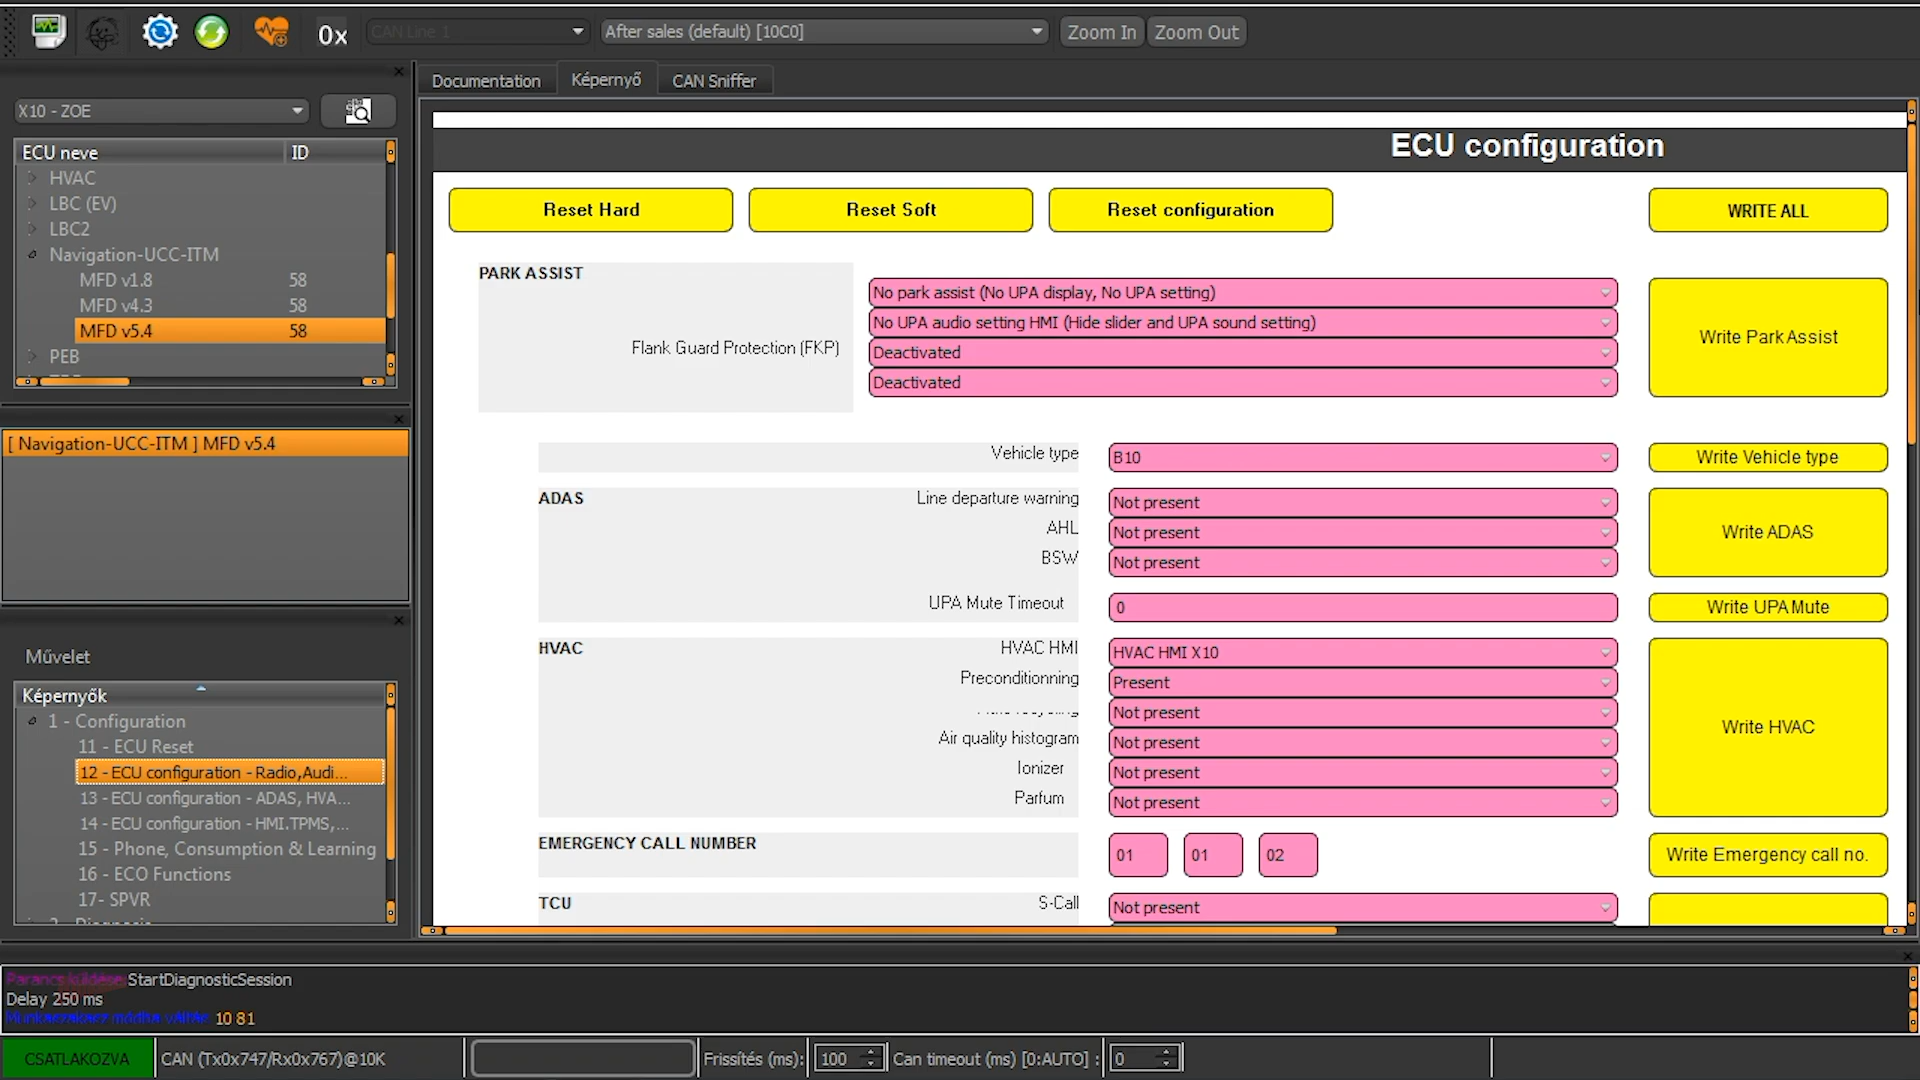 0x
CAN Line 1
After sales (default) [10C0]
Zoom In
Zoom Out
Documentation
Képernyő
CAN Sniffer
X10 - ZOE
ECU neve
ID
HVAC
LBC (EV)
LBC2
Navigation-UCC-ITM
MFD v1.8 58
MFD v4.3 58
MFD v5.4 58
PEB
[ Navigation-UCC-ITM ] MFD v5.4
Művelet
Képernyők
1 - Configuration
11 - ECU Reset
12 - ECU configuration - Radio,Audi...
13 - ECU configuration - ADAS, HVA...
14 - ECU configuration - HMI.TPMS,...
15 - Phone, Consumption & Learning
16 - ECO Functions
17- SPVR
ECU configuration
Reset Hard
Reset Soft
Reset configuration
WRITE ALL
PARK ASSIST
No park assist (No UPA display, No UPA setting)
No UPA audio setting HMI (Hide slider and UPA sound setting)
Flank Guard Protection (FKP)
Deactivated
Deactivated
Write Park Assist
Vehicle type
B10
Write Vehicle type
ADAS
Line departure warning
Not present
AHL
Not present
BSW
Not present
Write ADAS
UPA Mute Timeout
0
Write UPA Mute
HVAC
HVAC HMI
HVAC HMI X10
Preconditionning
Present
Not present
Air quality histogram
Not present
Ionizer
Not present
Parfum
Not present
Write HVAC
EMERGENCY CALL NUMBER
01
01
02
Write Emergency call no.
TCU
S-Call
Not present
Parancs küldése: StartDiagnosticSession
Delay 250 ms
Munkaszakasz módba váltás: 10 81
CSATLAKOZVA
CAN (Tx0x747/Rx0x767)@10K
Frissítés (ms):
100
Can timeout (ms) [0:AUTO] :
0